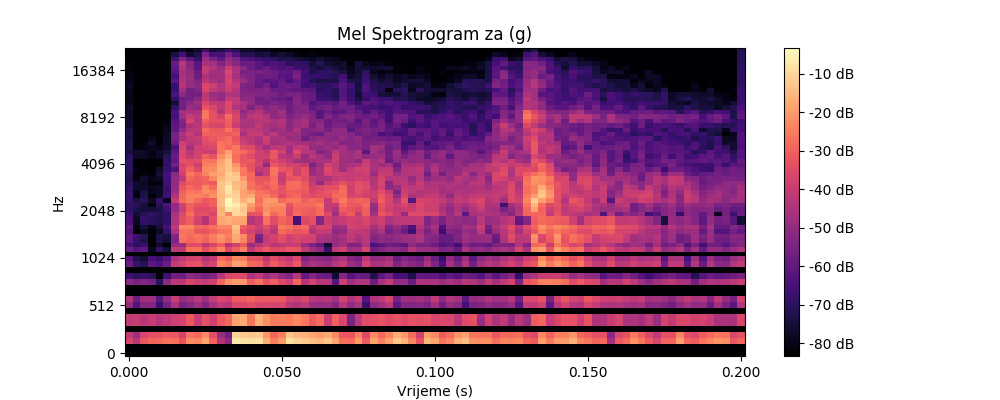 Mel Spektrogram za (g)
Hz
16384
8192
4096
2048
1024
512
0
0.000 0.050 0.100 0.150 0.200
Vrijeme (s)
-10 dB
-20 dB
-30 dB
-40 dB
-50 dB
-60 dB
-70 dB
-80 dB